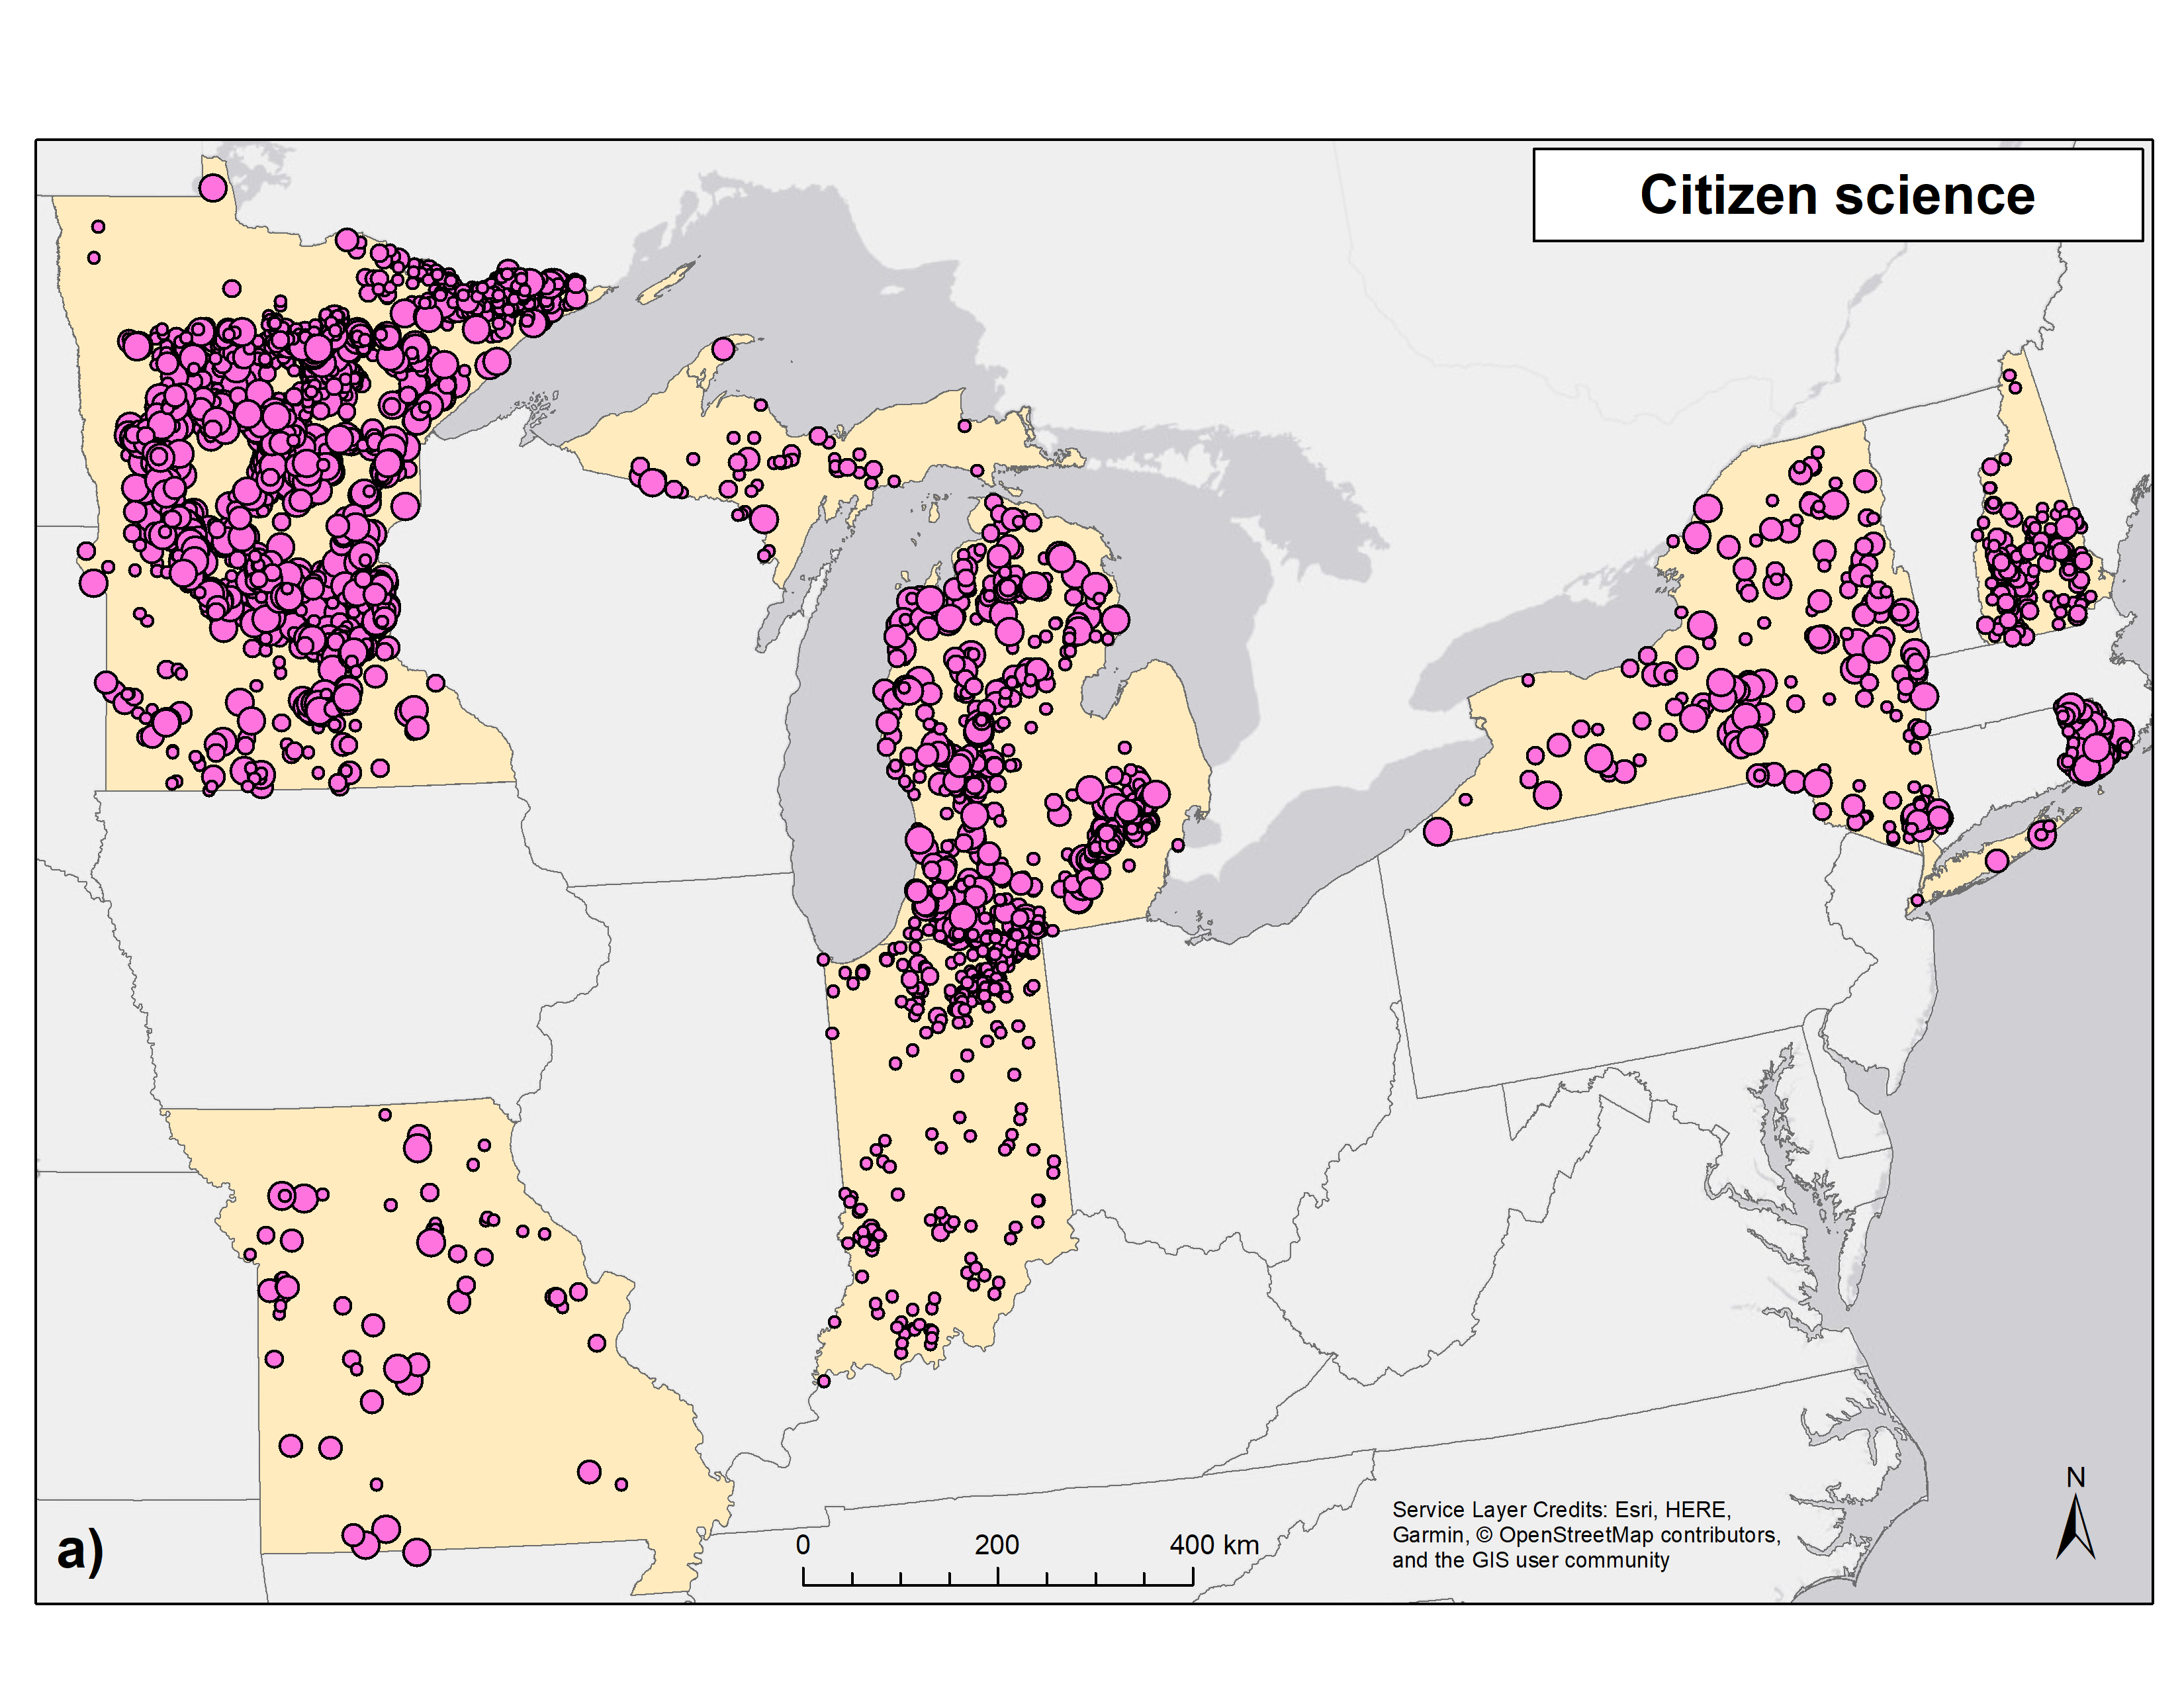 Citizen science
N
Service Layer Credits: Esri, HERE,
Garmin, © OpenStreetMap contributors,
and the GIS user community
a)
0 200 400 km